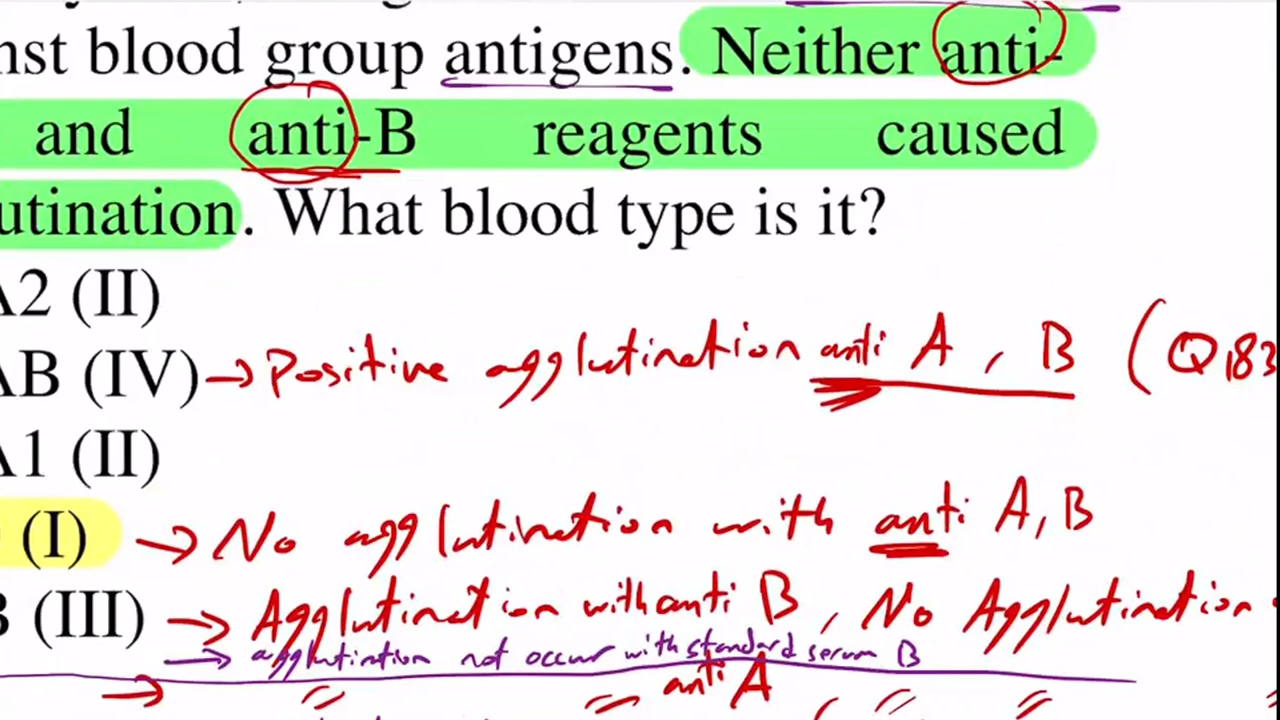 nst blood group antigens. Neither anti-
and anti-B reagents caused
utination. What blood type is it?
A2 (II)
AB (IV) → Positive agglutination anti A, B (Q183
A1 (II)
(I) → No agglutination with anti A, B
B (III) → Agglutination with anti B, No Agglutination
→ agglutination not occur with standard serum B
→ " " anti A " "